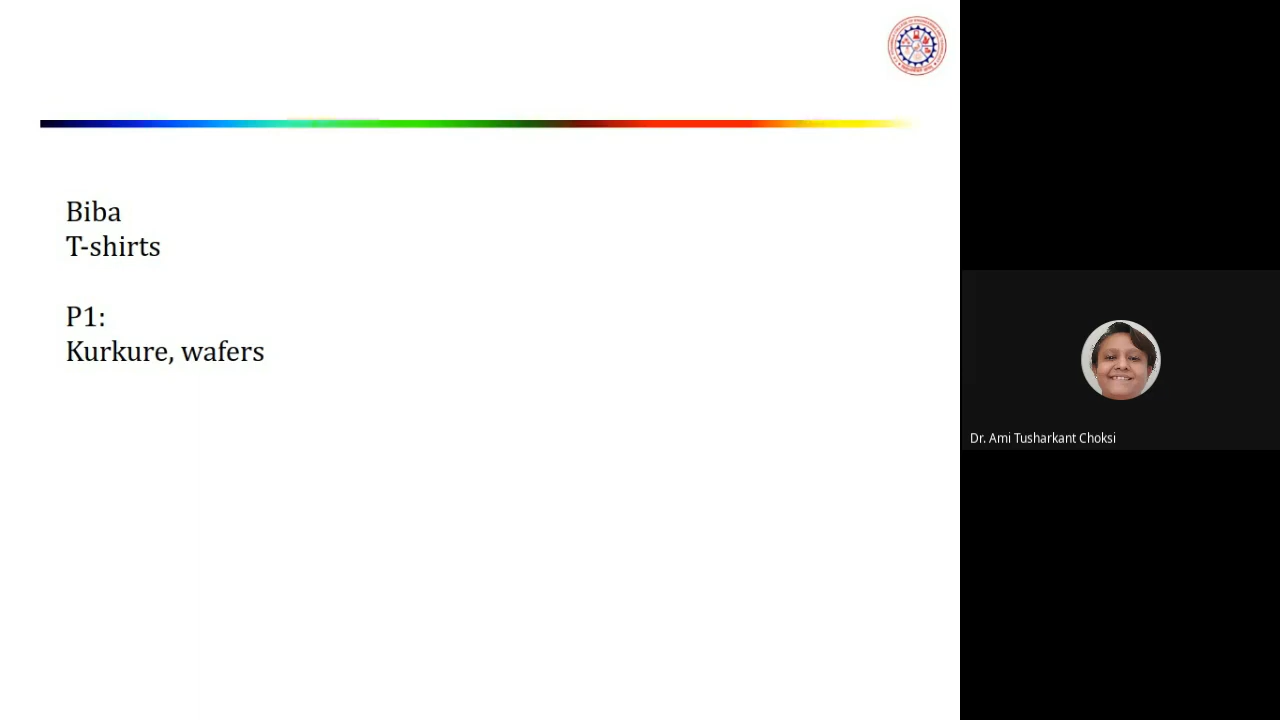 Biba
T-shirts
P1:
Kurkure, wafers
Dr. Ami Tusharkant Choksi